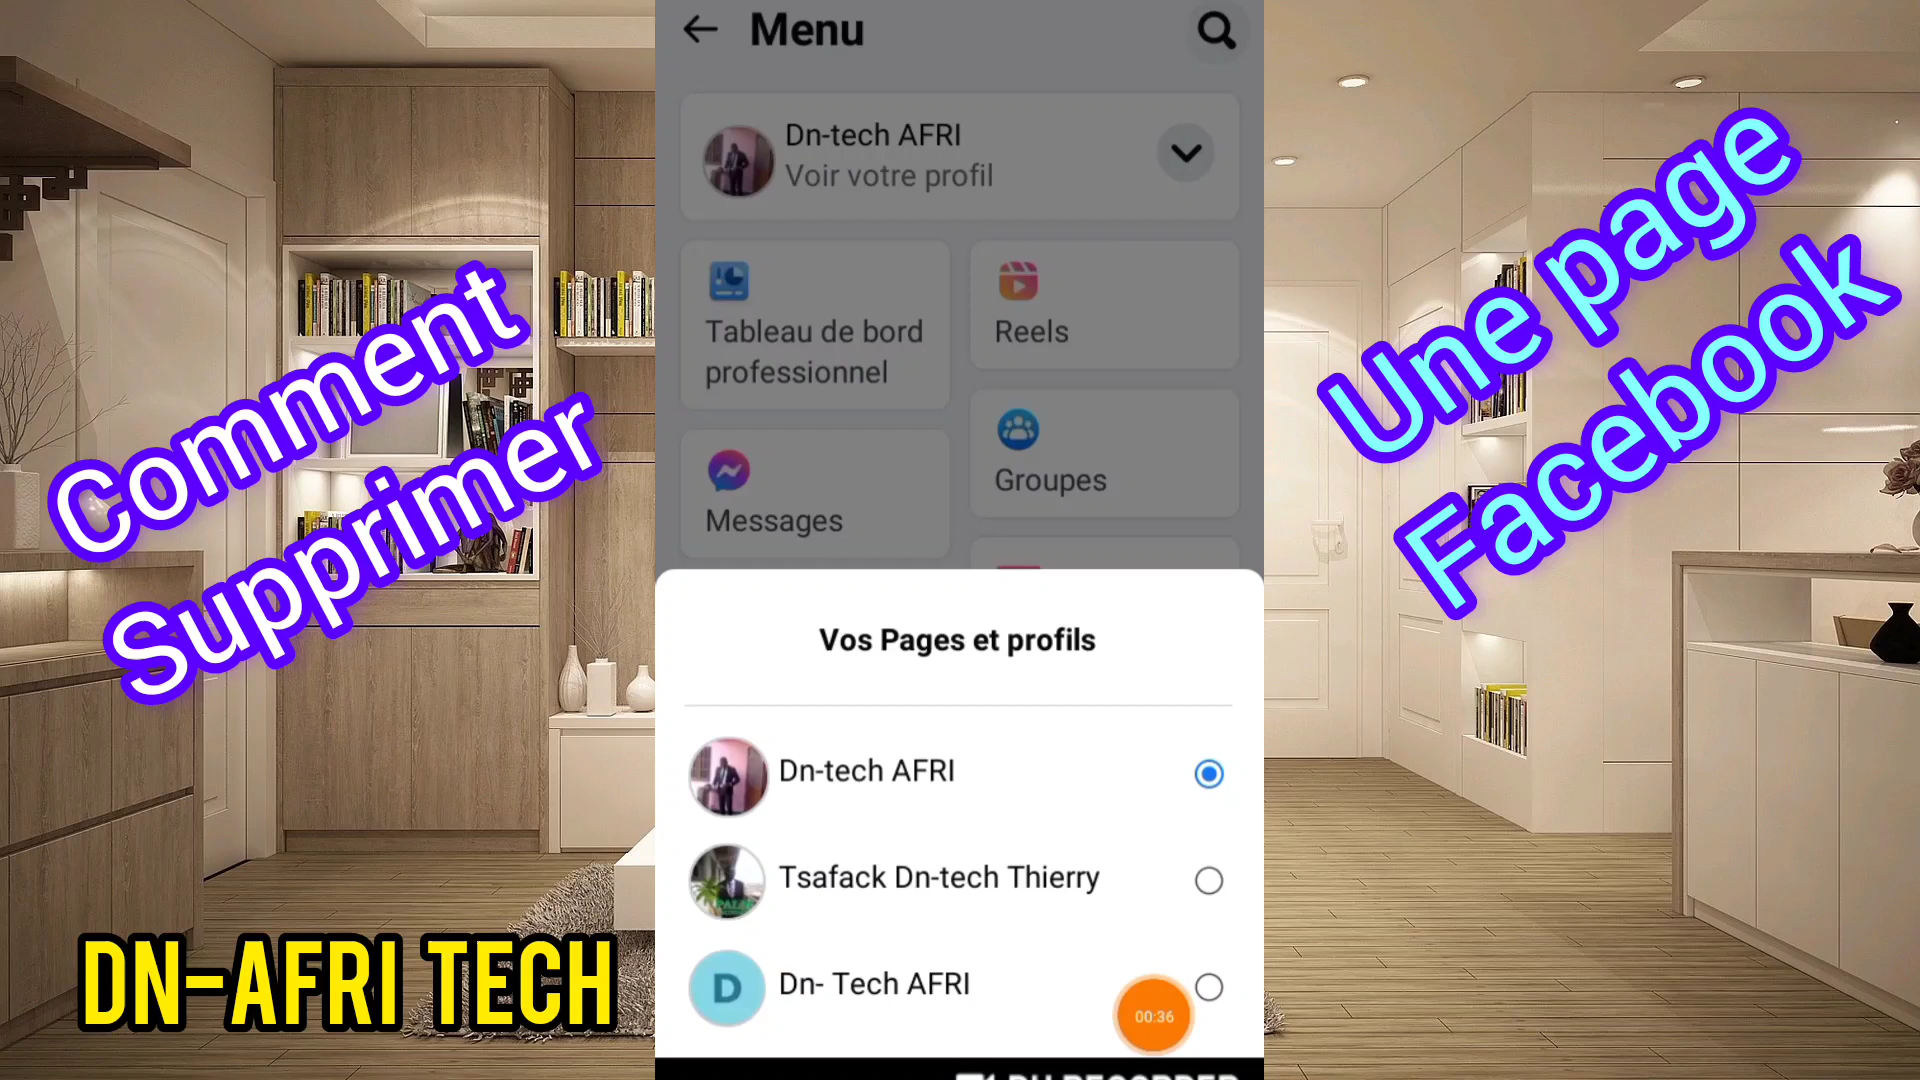 Comment
Supprimer
DN-AFRI TECH
Menu
Dn-tech AFRI
Voir votre profil
Tableau de bord
professionnel
Reels
Messages
Groupes
Vos Pages et profils
Dn-tech AFRI
Tsafack Dn-tech Thierry
D
Dn- Tech AFRI
00:36
DU RECORDER
Une page
Facebook